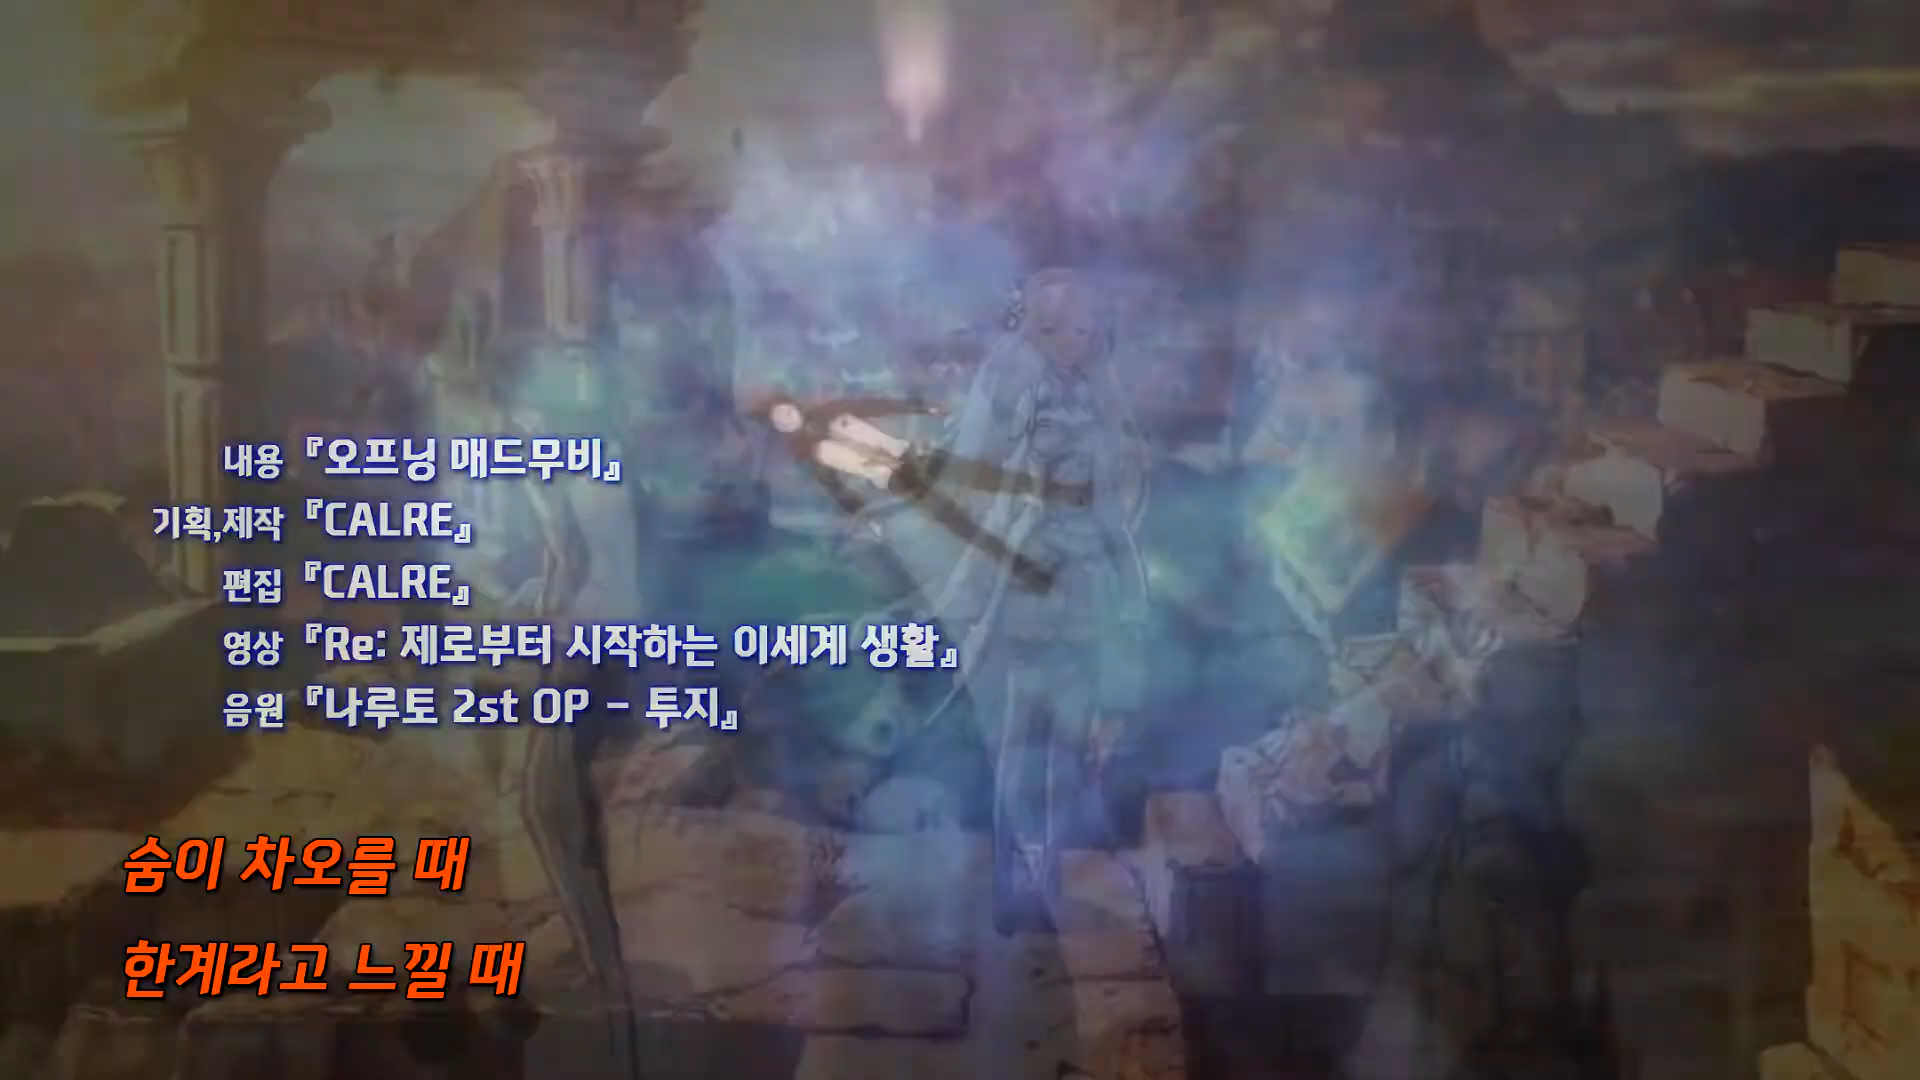 내용 『오프닝 매드무비』
기획,제작 『CALRE』
편집 『CALRE』
영상 『Re: 제로부터 시작하는 이세계 생활』
음원 『나루토 2st OP - 투지』
숨이 차오를 때
한계라고 느낄 때